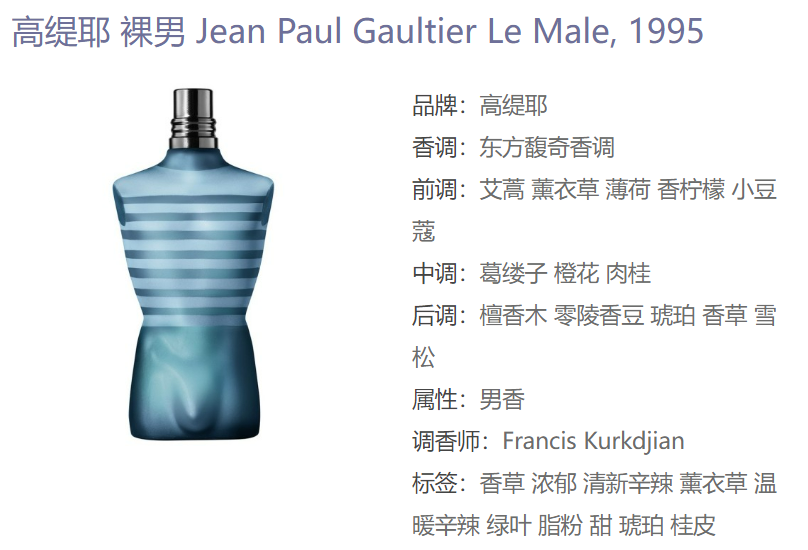 高缇耶 裸男 Jean Paul Gaultier Le Male, 1995
品牌：高缇耶
香调：东方馥奇香调
前调：艾蒿 薰衣草 薄荷 香柠檬 小豆
蔻
中调：葛缕子 橙花 肉桂
后调：檀香木 零陵香豆 琥珀 香草 雪
松
属性：男香
调香师：Francis Kurkdjian
标签：香草 浓郁 清新辛辣 薰衣草 温
暖辛辣 绿叶 脂粉 甜 琥珀 桂皮